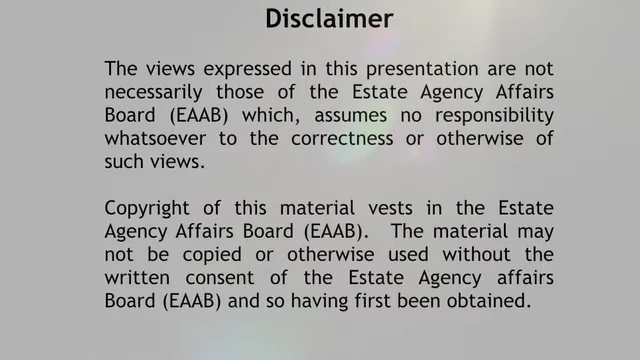 Disclaimer
The views expressed in this presentation are not
necessarily those of the Estate Agency Affairs
Board (EAAB) which, assumes no responsibility
whatsoever to the correctness or otherwise of
such views.
Copyright of this material vests in the Estate
Agency Affairs Board (EAAB). The material may
not be copied or otherwise used without the
written consent of the Estate Agency affairs
Board (EAAB) and so having first been obtained.